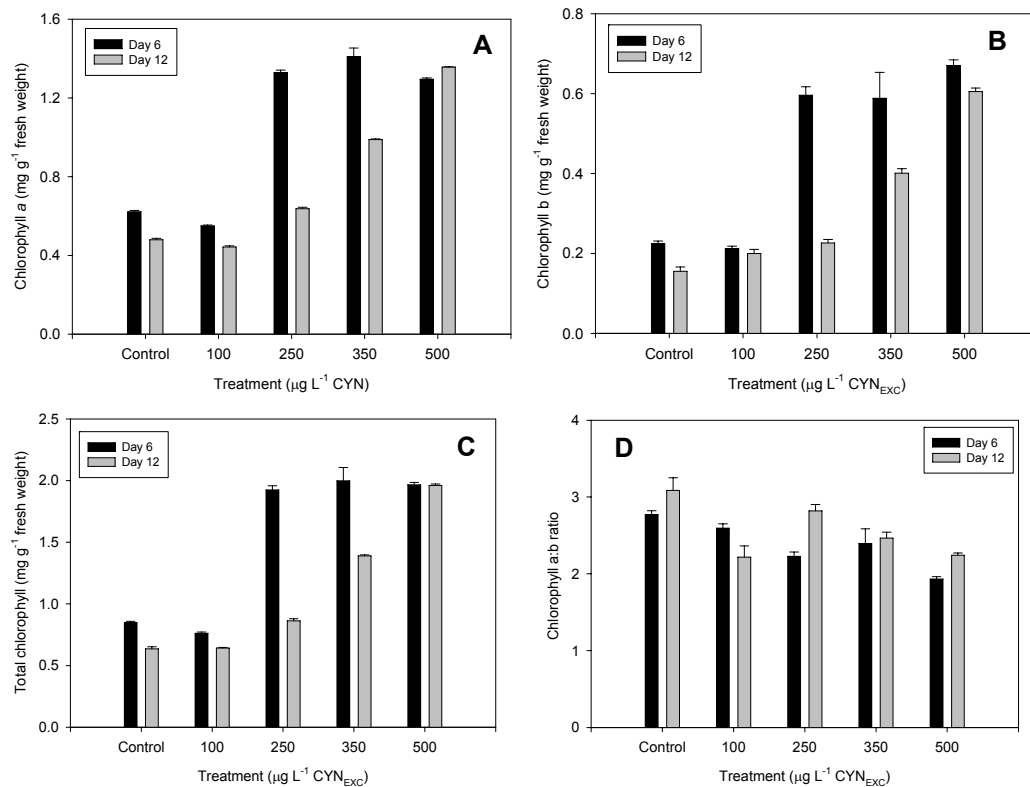 A
Day 6
Day 12
1.6
1.2
0.8
0.4
0.0
Chlorophyll a (mg g⁻¹ fresh weight)
Control 100 250 350 500
Treatment (µg L⁻¹ CYN)
B
Day 6
Day 12
0.8
0.6
0.4
0.2
0.0
Chlorophyll b (mg g⁻¹ fresh weight)
Control 100 250 350 500
Treatment (µg L⁻¹ CYN_EXC)
C
Day 6
Day 12
2.5
2.0
1.5
1.0
0.5
0.0
Total chlorophyll (mg g⁻¹ fresh weight)
Control 100 250 350 500
Treatment (µg L⁻¹ CYN_EXC)
D
Day 6
Day 12
4
3
2
1
0
Chlorophyll a:b ratio
Control 100 250 350 500
Treatment (µg L⁻¹ CYN_EXC)